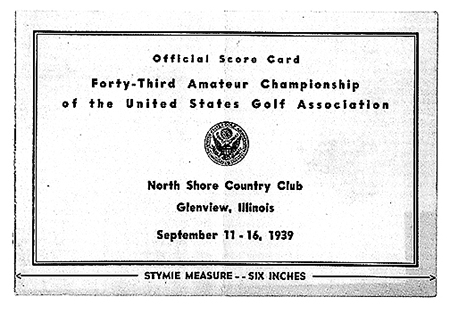 Official Score Card
Forty-Third Amateur Championship
of the United States Golf Association
North Shore Country Club
Glenview, Illinois
September 11 - 16, 1939
STYMIE MEASURE -- SIX INCHES